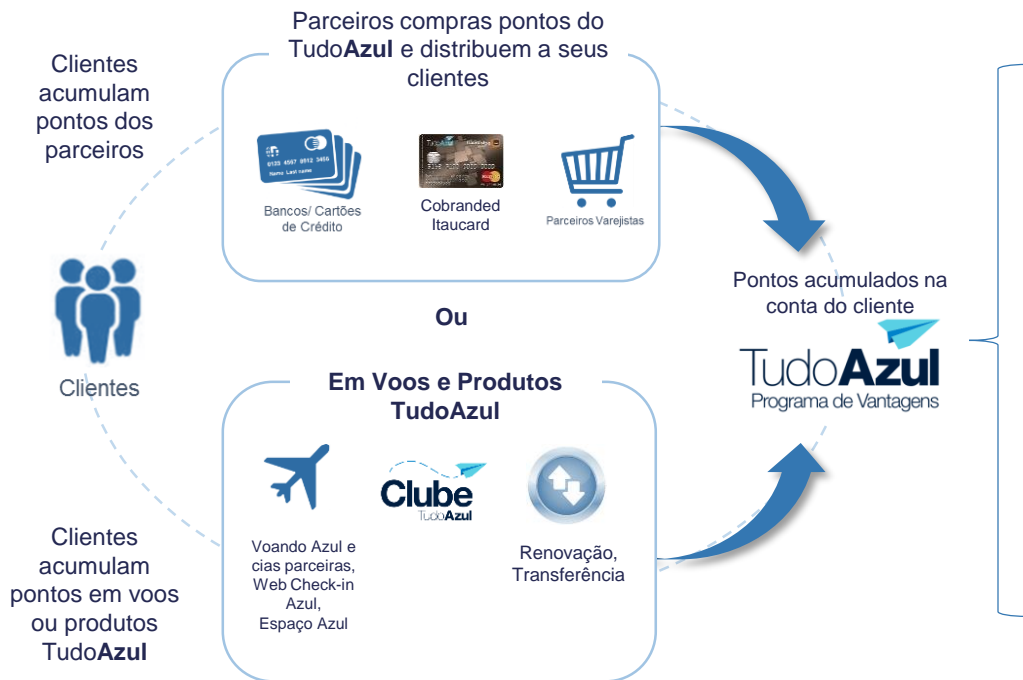 Parceiros compras pontos do
TudoAzul e distribuem a seus
clientes
Clientes
acumulam
pontos dos
parceiros
Bancos/ Cartões
de Crédito
Cobranded
Itaucard
Parceiros Varejistas
Clientes
Ou
Pontos acumulados na
conta do cliente
TudoAzul
Programa de Vantagens
Em Voos e Produtos
TudoAzul
Clube
TudoAzul
Voando Azul e
cias parceiras,
Web Check-in
Azul,
Espaço Azul
Renovação,
Transferência
Clientes
acumulam
pontos em voos
ou produtos
TudoAzul